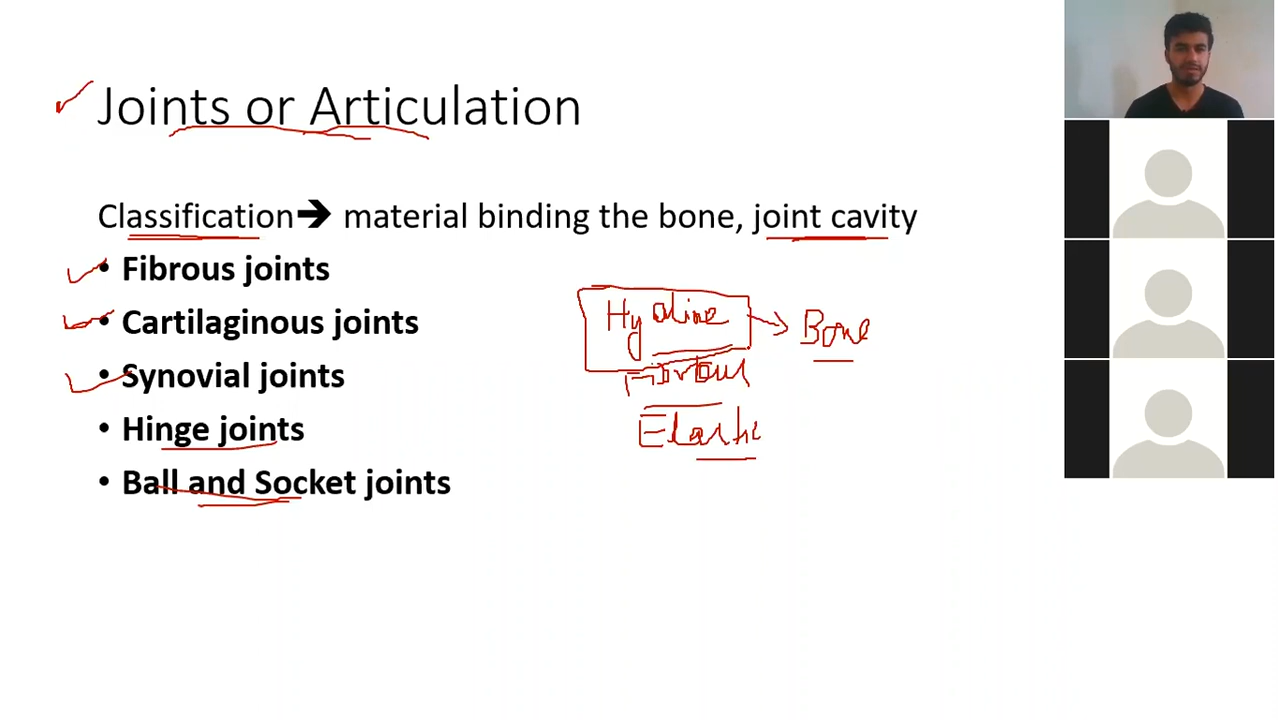 Joints or Articulation
Classification→ material binding the bone, joint cavity
• Fibrous joints
• Cartilaginous joints
• Synovial joints
• Hinge joints
• Ball and Socket joints
Hyaline → Bone
Elastic